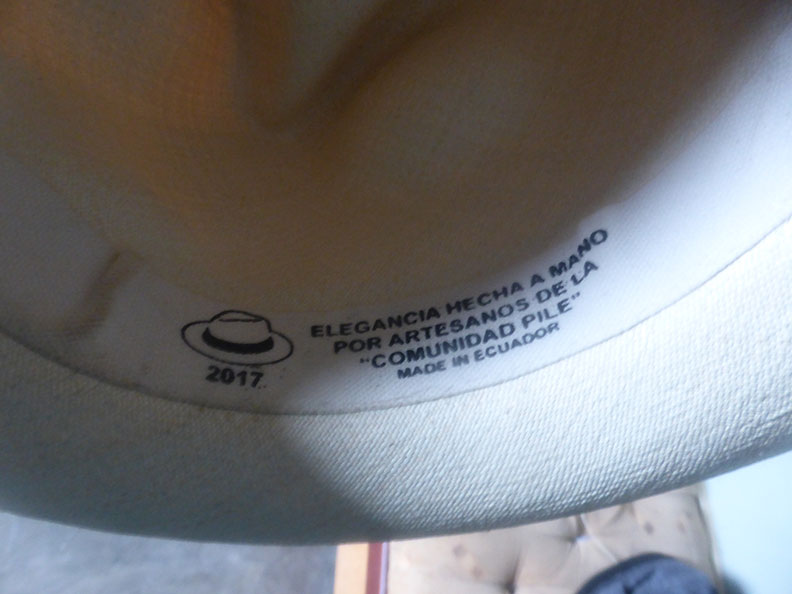 ELEGANCIA HECHA A MANO
POR ARTESANOS DE LA
"COMUNIDAD PILE"
MADE IN ECUADOR
2017